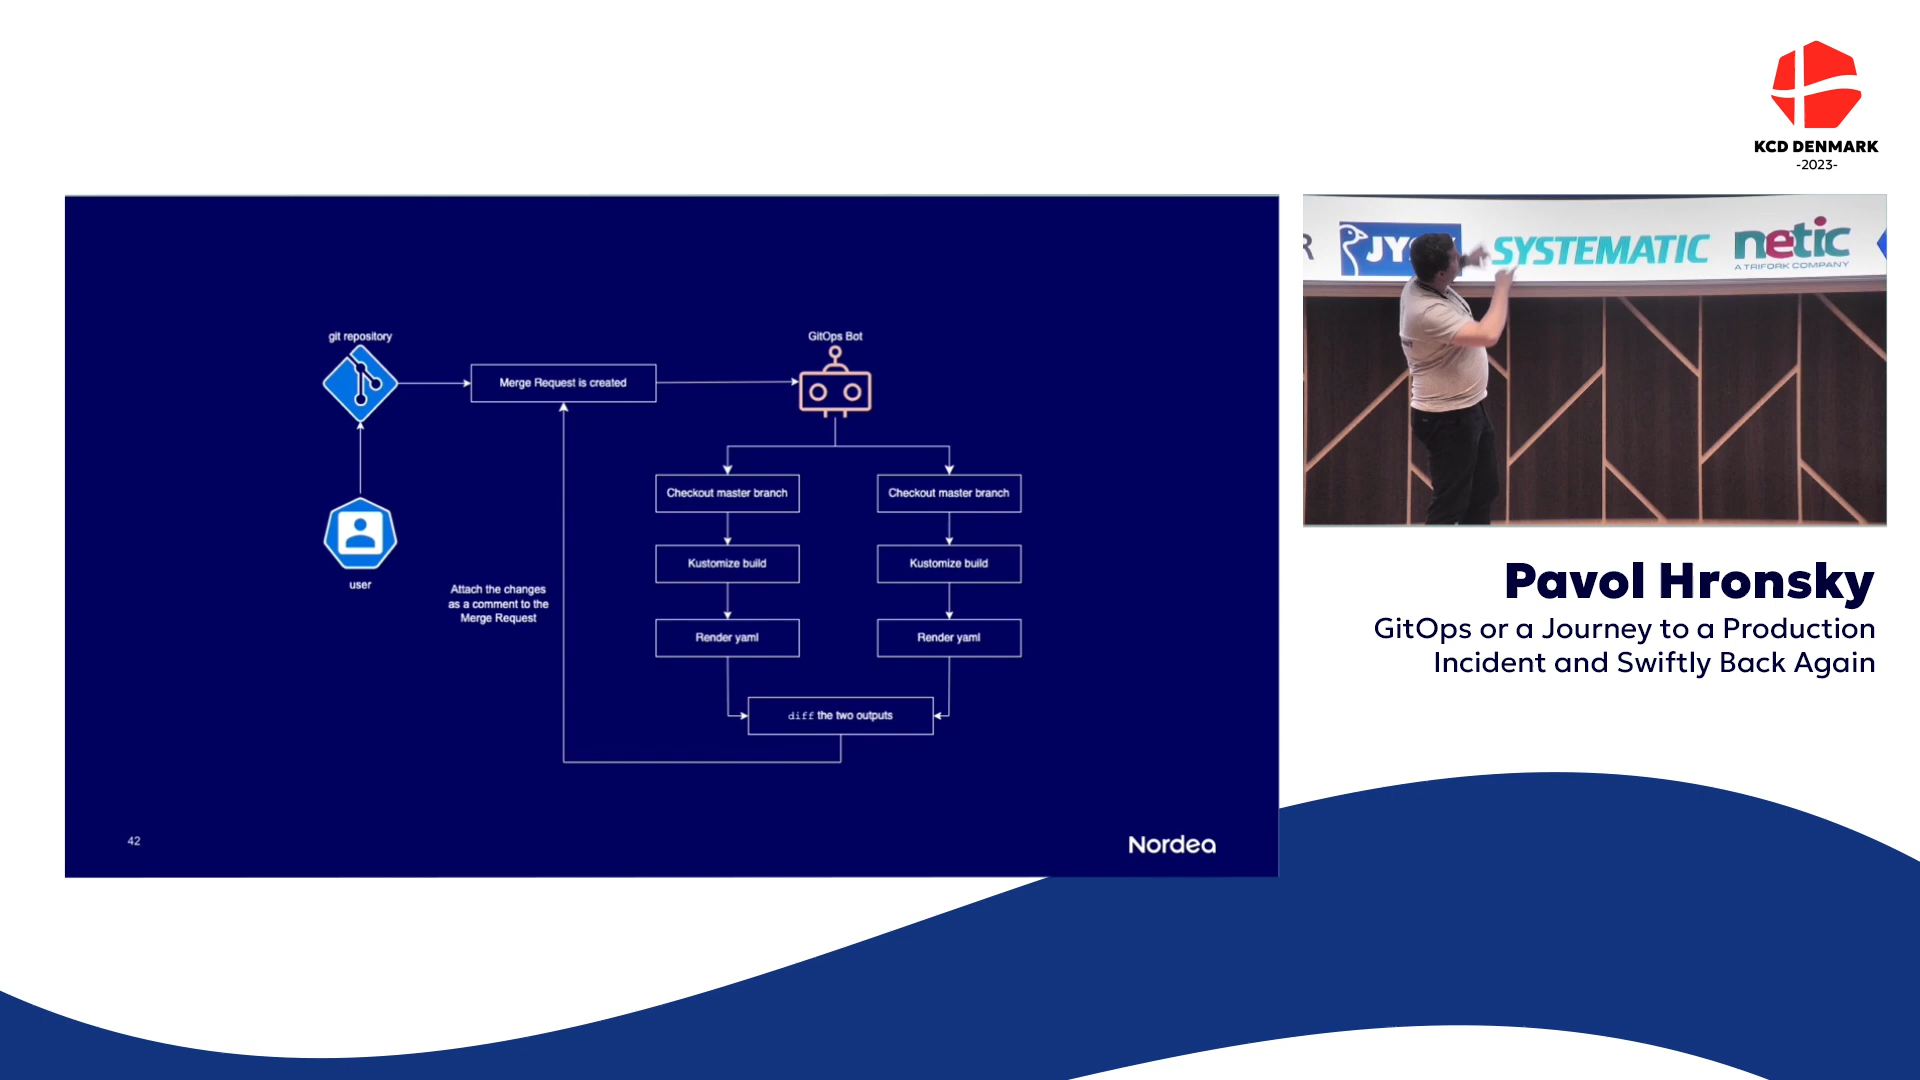 KCD DENMARK
-2023-
git repository
GitOps Bot
Merge Request is created
Checkout master branch
Checkout master branch
Kustomize build
Kustomize build
user
Attach the changes
as a comment to the
Merge Request
Render yaml
Render yaml
diff the two outputs
42
Nordea
R
JY
SYSTEMATIC
netic
A TRIFORK COMPANY
Pavol Hronsky
GitOps or a Journey to a Production
Incident and Swiftly Back Again